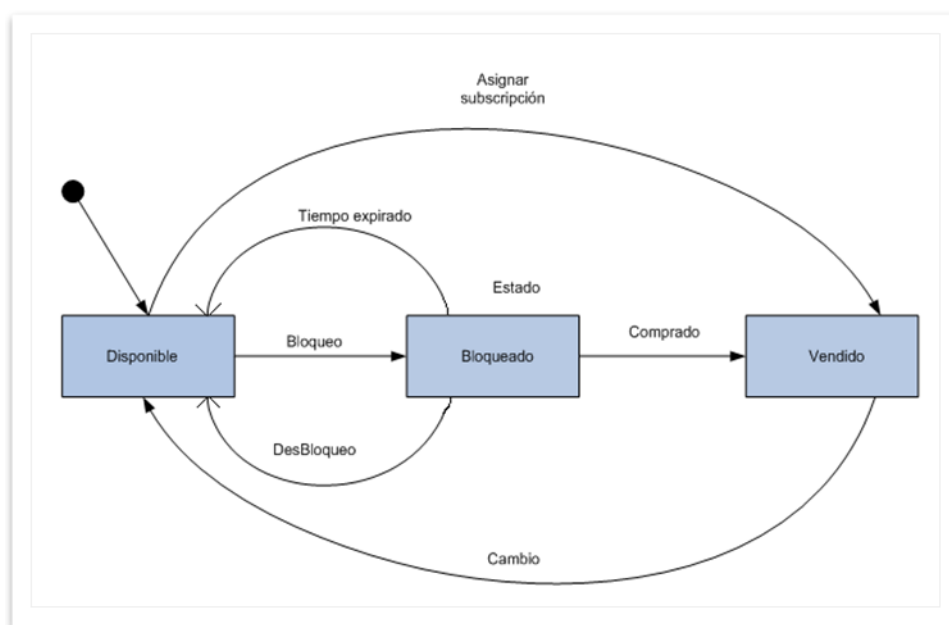 Asignar
subscripción
Tiempo expirado
Estado
Bloqueo
Comprado
Disponible
Bloqueado
Vendido
DesBloqueo
Cambio